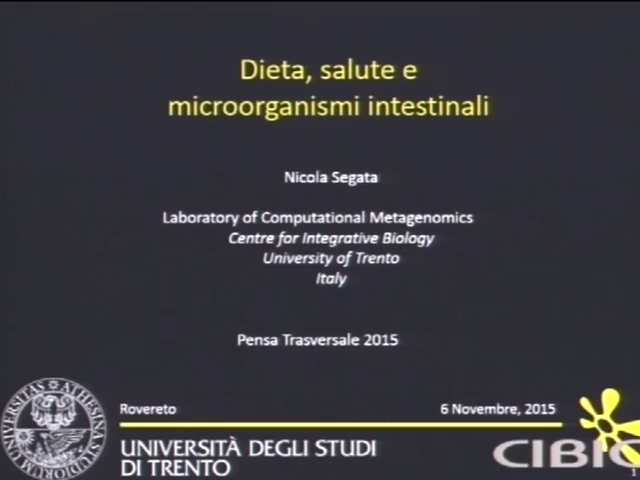 Dieta, salute e
microorganismi intestinali
Nicola Segata
Laboratory of Computational Metagenomics
Centre for Integrative Biology
University of Trento
Italy
Pensa Trasversale 2015
Rovereto
6 Novembre, 2015
UNIVERSITÀ DEGLI STUDI
DI TRENTO
CIBIO
1